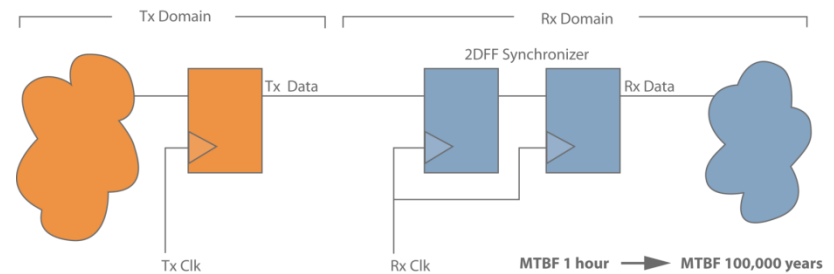 Tx Domain
Rx Domain
2DFF Synchronizer
Tx Data
Rx Data
Tx Clk
Rx Clk
MTBF 1 hour
MTBF 100,000 years